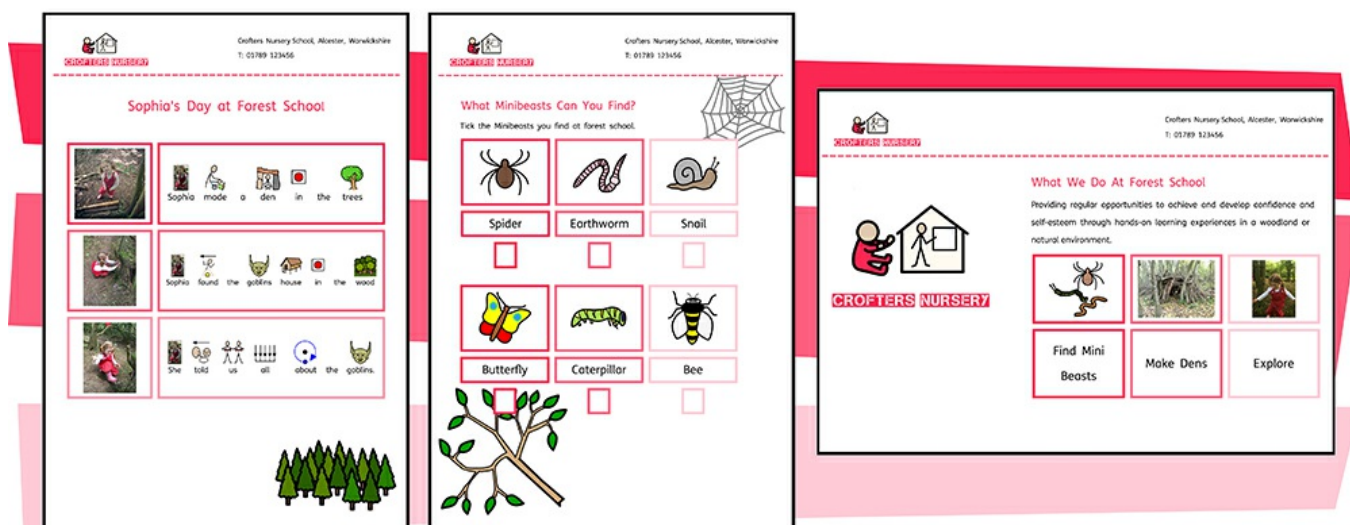 CROFTERS NURSERY
Crofters Nursery School, Alcester, Warwickshire
T: 01789 123456
Sophia's Day at Forest School
Sophia made a den in the trees
Sophia found the goblins house in the wood
She told us all about the goblins.
CROFTERS NURSERY
Crofters Nursery School, Alcester, Warwickshire
T: 01789 123456
What Minibeasts Can You Find?
Tick the Minibeasts you find at forest school.
Spider Earthworm Snail
Butterfly Caterpillar Bee
CROFTERS NURSERY
Crofters Nursery School, Alcester, Warwickshire
T: 01789 123456
CROFTERS NURSERY
What We Do At Forest School
Providing regular opportunities to achieve and develop confidence and
self-esteem through hands-on learning experiences in a woodland or
natural environment.
Find Mini
Beasts
Make Dens
Explore